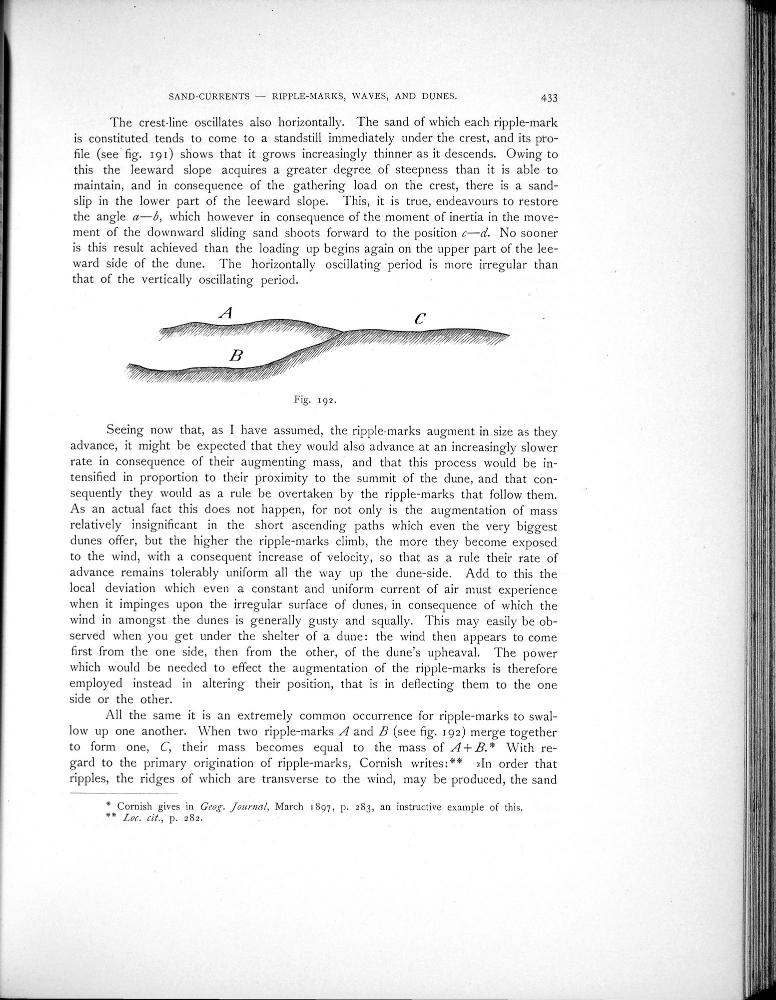 SAND-CURRENTS — RIPPLE-MARKS, WAVES, AND DUNES. 433
The crest-line oscillates also horizontally. The sand of which each ripple-mark
is constituted tends to come to a standstill immediately under the crest, and its pro-
file (see fig. 191) shows that it grows increasingly thinner as it descends. Owing to
this the leeward slope acquires a greater degree of steepness than it is able to
maintain, and in consequence of the gathering load on the crest, there is a sand-
slip in the lower part of the leeward slope. This, it is true, endeavours to restore
the angle a—b, which however in consequence of the moment of inertia in the move-
ment of the downward sliding sand shoots forward to the position c—d. No sooner
is this result achieved than the loading up begins again on the upper part of the lee-
ward side of the dune. The horizontally oscillating period is more irregular than
that of the vertically oscillating period.
A
C
B
Fig. 192.
Seeing now that, as I have assumed, the ripple-marks augment in size as they
advance, it might be expected that they would also advance at an increasingly slower
rate in consequence of their augmenting mass, and that this process would be in-
tensified in proportion to their proximity to the summit of the dune, and that con-
sequently they would as a rule be overtaken by the ripple-marks that follow them.
As an actual fact this does not happen, for not only is the augmentation of mass
relatively insignificant in the short ascending paths which even the very biggest
dunes offer, but the higher the ripple-marks climb, the more they become exposed
to the wind, with a consequent increase of velocity, so that as a rule their rate of
advance remains tolerably uniform all the way up the dune-side. Add to this the
local deviation which even a constant and uniform current of air must experience
when it impinges upon the irregular surface of dunes, in consequence of which the
wind in amongst the dunes is generally gusty and squally. This may easily be ob-
served when you get under the shelter of a dune: the wind then appears to come
first from the one side, then from the other, of the dune's upheaval. The power
which would be needed to effect the augmentation of the ripple-marks is therefore
employed instead in altering their position, that is in deflecting them to the one
side or the other.
All the same it is an extremely common occurrence for ripple-marks to swal-
low up one another. When two ripple-marks A and B (see fig. 192) merge together
to form one, C, their mass becomes equal to the mass of A+B.* With re-
gard to the primary origination of ripple-marks, Cornish writes:** »In order that
ripples, the ridges of which are transverse to the wind, may be produced, the sand
* Cornish gives in Geog. Journal, March 1897, p. 283, an instructive example of this.
** Loc. cit., p. 282.